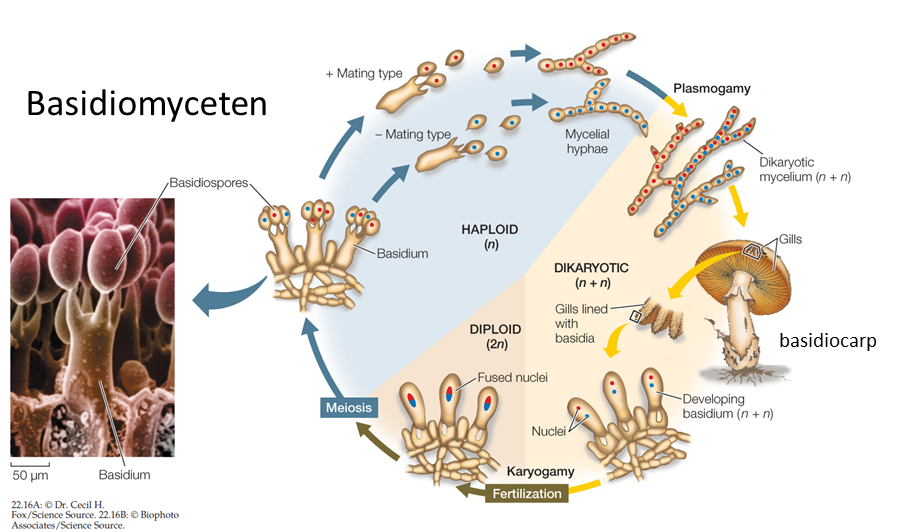 Basidiomyceten
+ Mating type
– Mating type
Mycelial
hyphae
Plasmogamy
Dikaryotic
mycelium (n + n)
Basidiospores
Basidium
HAPLOID
(n)
Gills
DIKARYOTIC
(n + n)
Gills lined
with
basidia
basidiocarp
DIPLOID
(2n)
Fused nuclei
Developing
basidium (n + n)
Nuclei
Meiosis
Karyogamy
Fertilization
50 µm
Basidium
22.16A: © Dr. Cecil H.
Fox/Science Source. 22.16B: © Biophoto
Associates/Science Source.